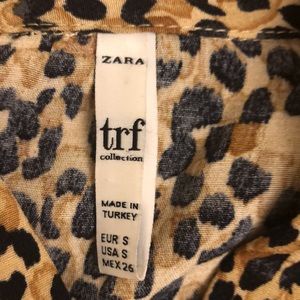 ZARA
trf
collection
MADE IN
TURKEY
EUR S
USA S
MEX 26